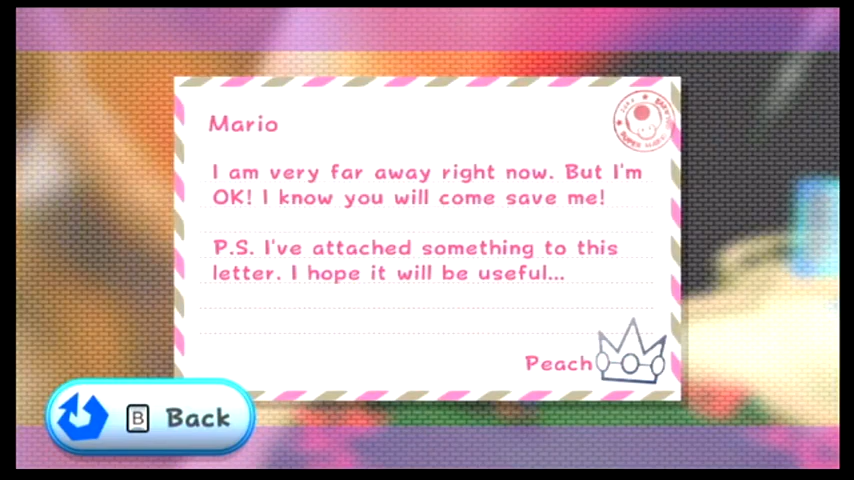 Mario
I am very far away right now. But I'm
OK! I know you will come save me!
P.S. I've attached something to this
letter. I hope it will be useful...
Peach
B Back